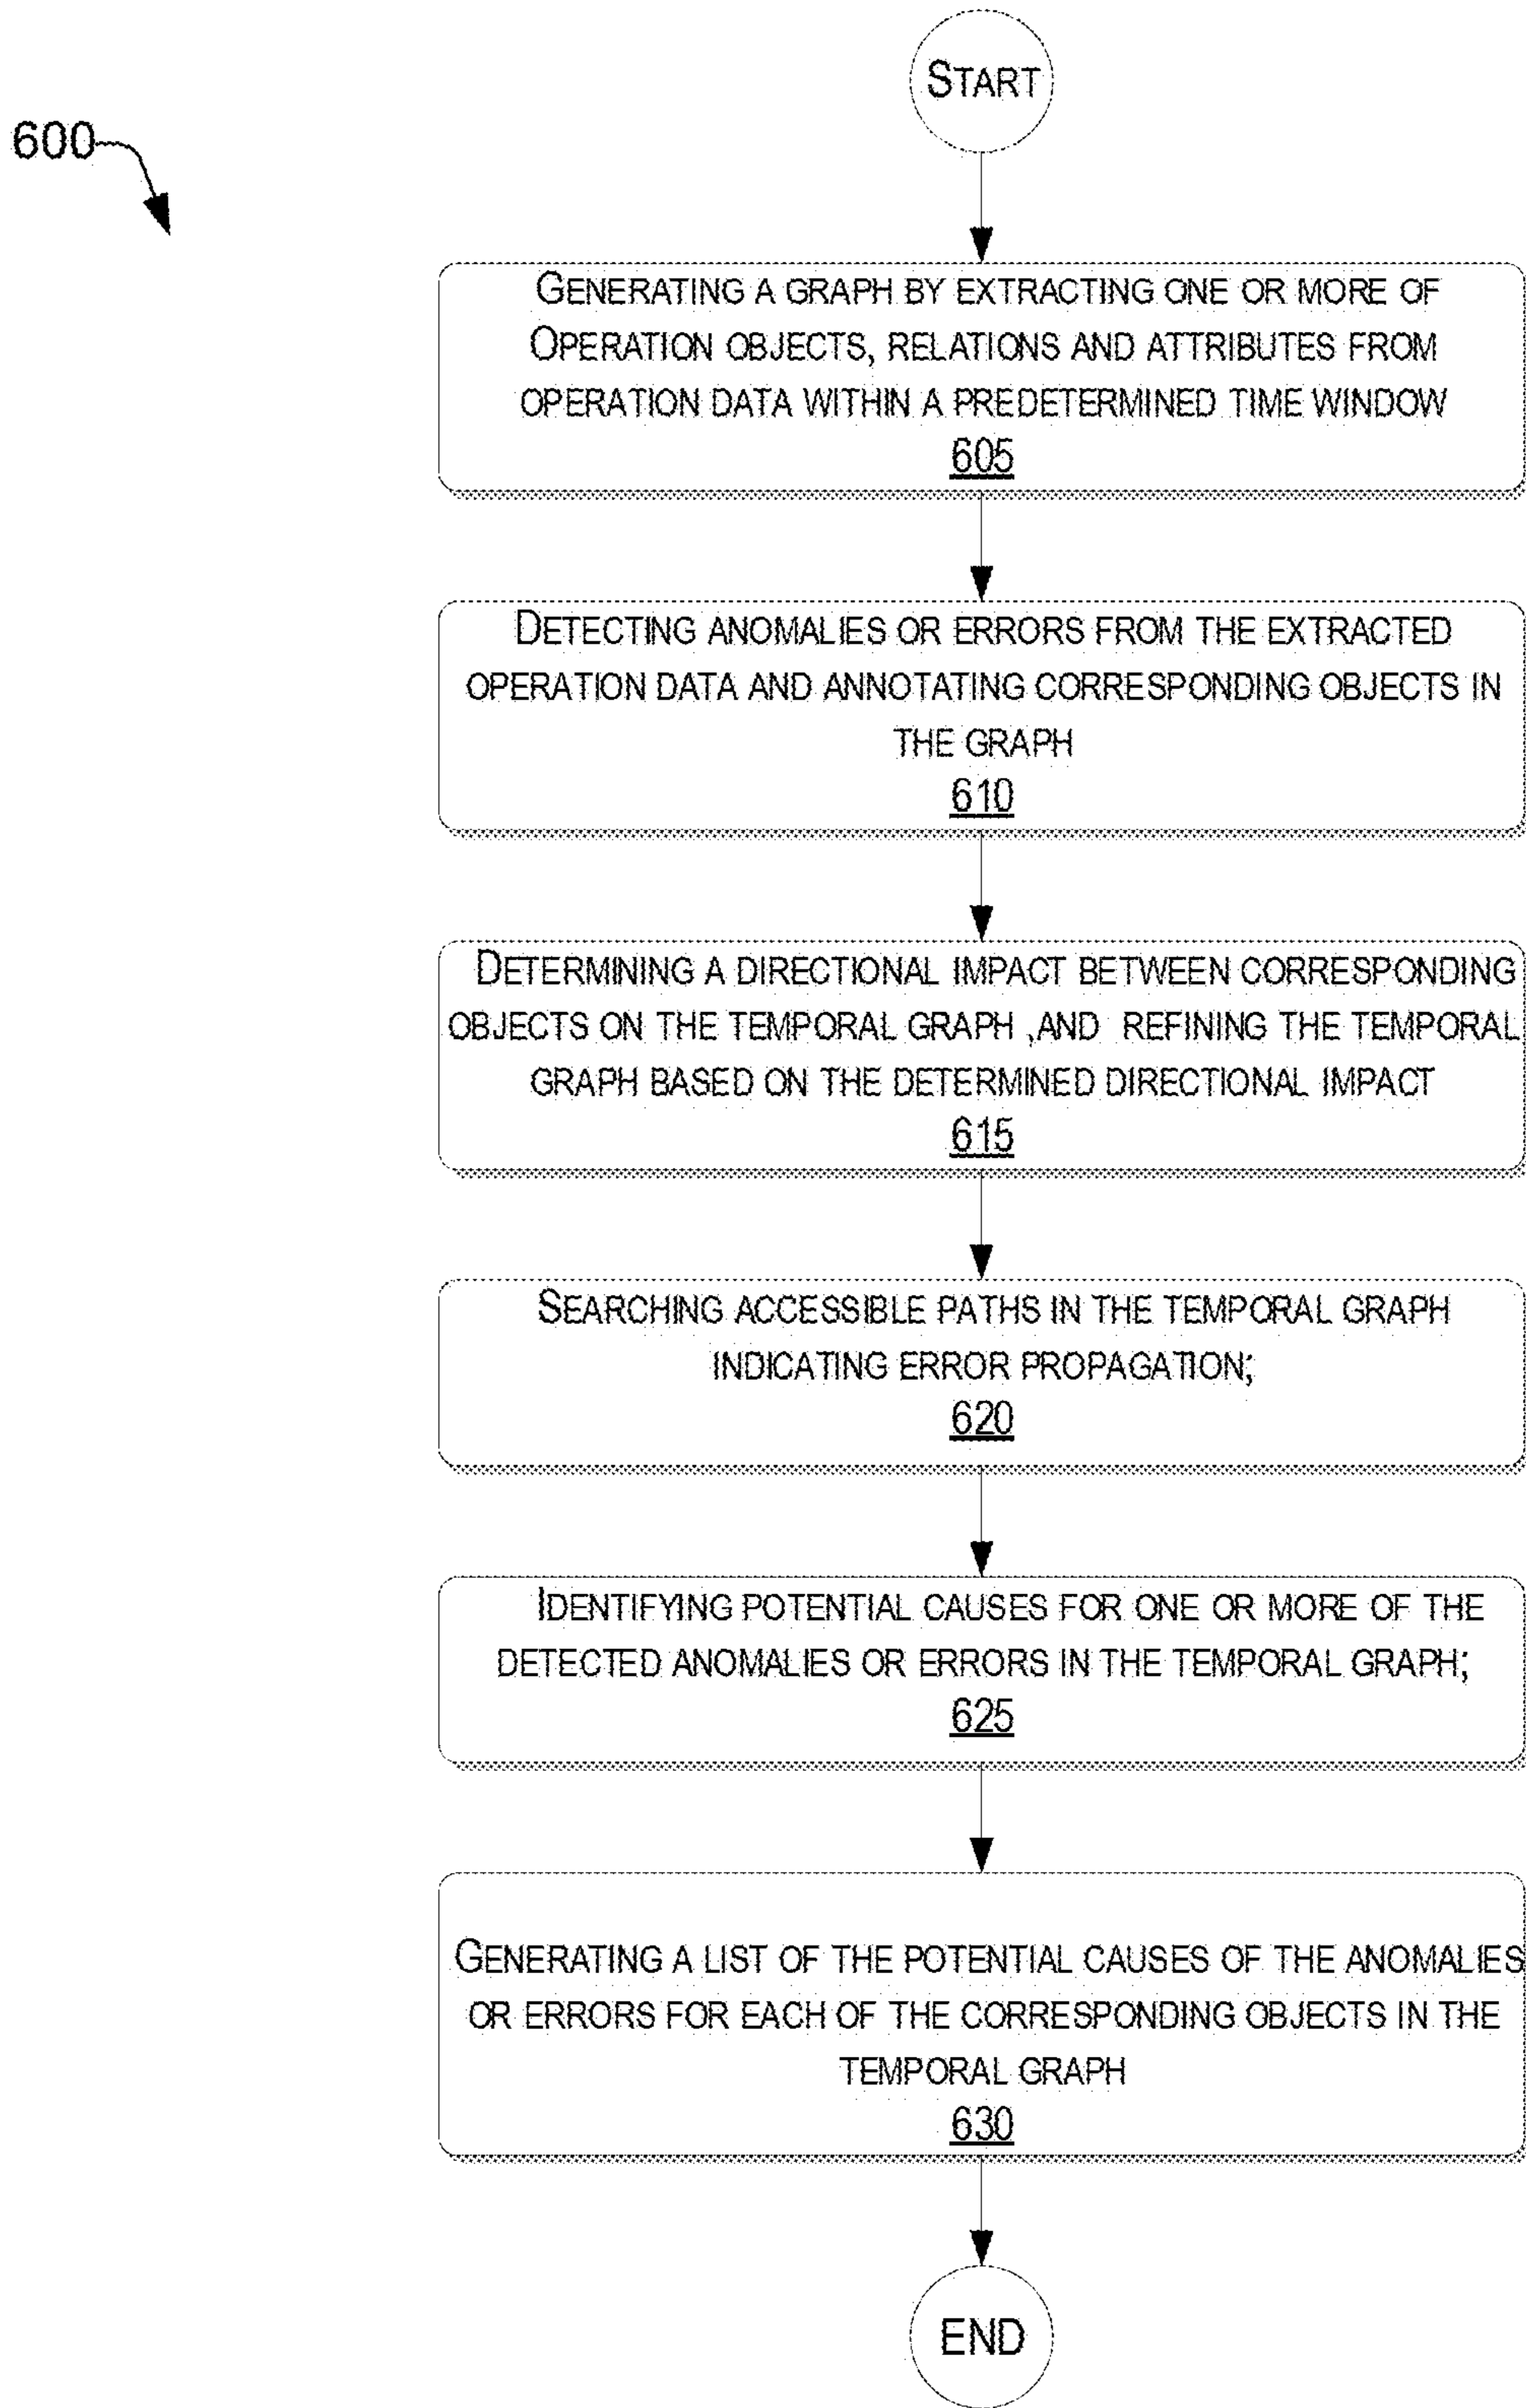 START
600
GENERATING A GRAPH BY EXTRACTING ONE OR MORE OF
OPERATION OBJECTS, RELATIONS AND ATTRIBUTES FROM
OPERATION DATA WITHIN A PREDETERMINED TIME WINDOW
605
DETECTING ANOMALIES OR ERRORS FROM THE EXTRACTED
OPERATION DATA AND ANNOTATING CORRESPONDING OBJECTS IN
THE GRAPH
610
DETERMINING A DIRECTIONAL IMPACT BETWEEN CORRESPONDING
OBJECTS ON THE TEMPORAL GRAPH ,AND REFINING THE TEMPORAL
GRAPH BASED ON THE DETERMINED DIRECTIONAL IMPACT
615
SEARCHING ACCESSIBLE PATHS IN THE TEMPORAL GRAPH
INDICATING ERROR PROPAGATION;
620
IDENTIFYING POTENTIAL CAUSES FOR ONE OR MORE OF THE
DETECTED ANOMALIES OR ERRORS IN THE TEMPORAL GRAPH;
625
GENERATING A LIST OF THE POTENTIAL CAUSES OF THE ANOMALIES
OR ERRORS FOR EACH OF THE CORRESPONDING OBJECTS IN THE
TEMPORAL GRAPH
630
END